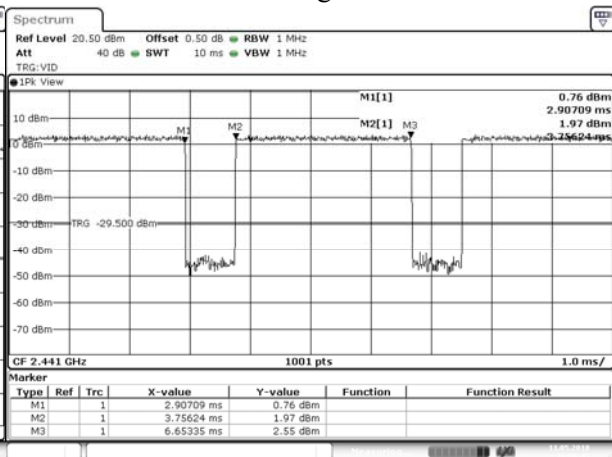 Spectrum
Ref Level 20.50 dBm Offset 0.50 dB RBW 1 MHz
Att 40 dB SWT 10 ms VBW 1 MHz
TRG:VID
1Pk View
M1[1] 0.76 dBm
2.90709 ms
10 dBm
M2[1] 1.97 dBm
3.75624 ms
M1 M2 M3
0 dBm
-10 dBm
-20 dBm
-30 dBm TRG -29.500 dBm
-40 dBm
-50 dBm
-60 dBm
-70 dBm
CF 2.441 GHz 1001 pts 1.0 ms/
Marker
Type Ref Trc X-value Y-value Function Function Result
M1 1 2.90709 ms 0.76 dBm
M2 1 3.75624 ms 1.97 dBm
M3 1 6.65335 ms 2.55 dBm